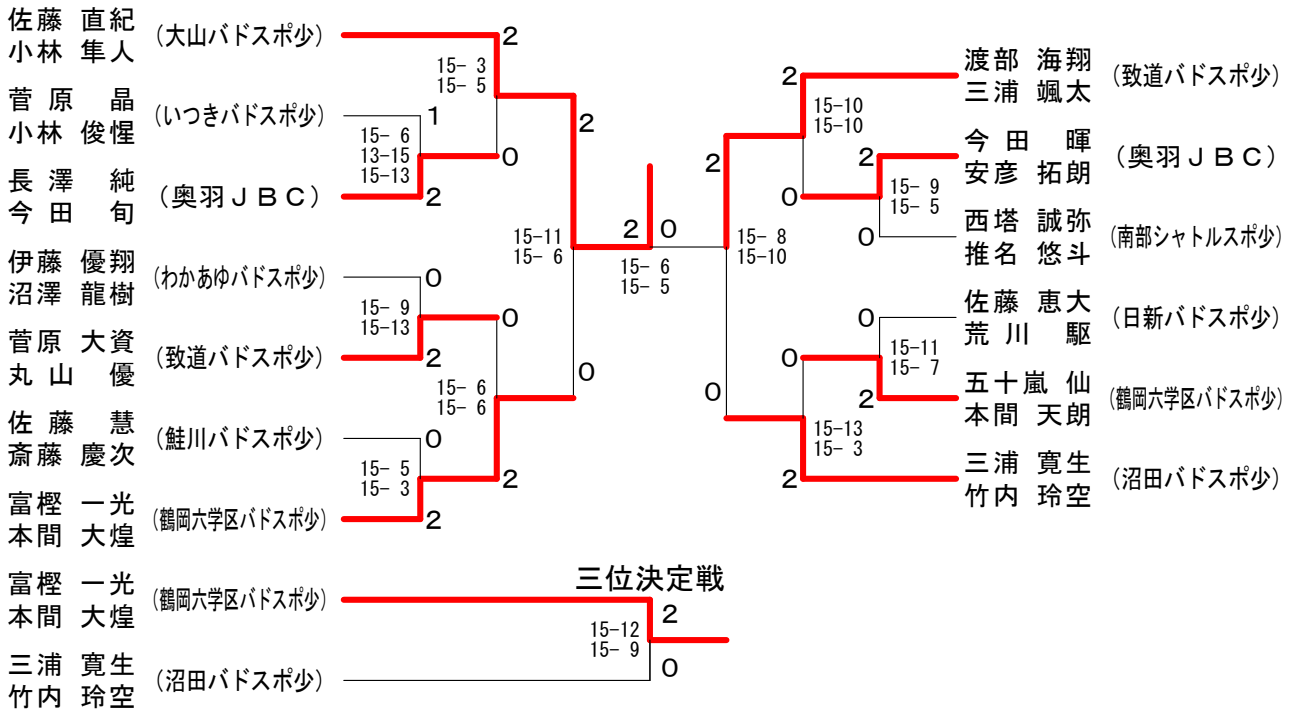 佐藤 直紀
小林 隼人
(大山バドスポ少)
2
15- 3
15- 5
菅原 晶
小林 俊惺
(いつきバドスポ少)
1
15- 6
13-15
15-13
0
長澤 純
今田 旬
(奥羽JBC)
2
2
15-11
15- 6
伊藤 優翔
沼澤 龍樹
(わかあゆバドスポ少)
0
15- 9
15-13
0
菅原 大資
丸山 優
(致道バドスポ少)
2
15- 6
15- 6
0
佐藤 慧
斎藤 慶次
(鮭川バドスポ少)
0
15- 5
15- 3
2
富樫 一光
本間 大煌
(鶴岡六学区バドスポ少)
2
2 0
15- 6
15- 5
渡部 海翔
三浦 颯太
(致道バドスポ少)
2
15-10
15-10
今田 暉
安彦 拓朗
(奥羽JBC)
2
15- 9
15- 5
0
西塔 誠弥
推名 悠斗
(南部シャトルスポ少)
0
2
15- 8
15-10
佐藤 恵大
荒川 駆
(日新バドスポ少)
0
15-11
15- 7
0
五十嵐 仙
本間 天朗
(鶴岡六学区バドスポ少)
2
0
15-13
15- 3
三浦 寛生
竹内 玲空
(沼田バドスポ少)
2
三位決定戦
富樫 一光
本間 大煌
(鶴岡六学区バドスポ少)
2
15-12
15- 9
三浦 寛生
竹内 玲空
(沼田バドスポ少)
0